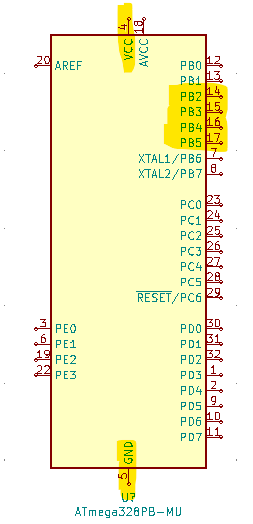 4 18
VCC AVCC
20 AREF PB0 12
PB1 13
PB2 14
PB3 15
PB4 16
PB5 17
XTAL1/PB6 7
XTAL2/PB7 8
PC0 23
PC1 24
PC2 25
PC3 26
PC4 27
PC5 28
RESET/PC6 29
3 PE0 PD0 30
6 PE1 PD1 31
19 PE2 PD2 32
22 PE3 PD3 1
PD4 2
PD5 9
PD6 10
PD7 11
GND
5
U?
ATmega328PB-MU